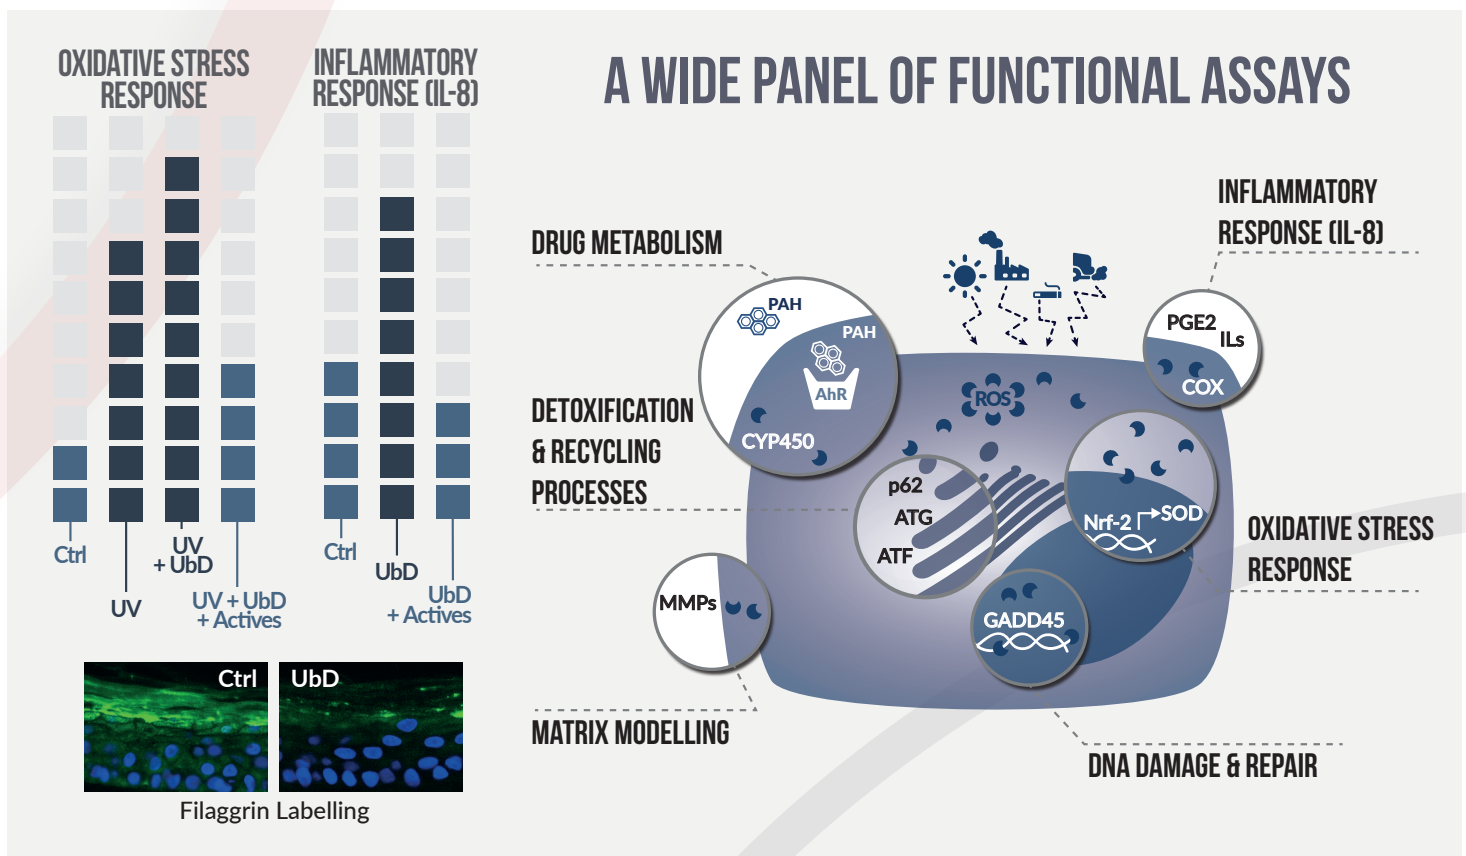 OXIDATIVE STRESS
RESPONSE
Ctrl
UV
UV
+ UbD
UV + UbD
+ Actives
INFLAMMATORY
RESPONSE (IL-8)
Ctrl
UbD
UbD
+ Actives
Ctrl
UbD
Filaggrin Labelling
A WIDE PANEL OF FUNCTIONAL ASSAYS
DRUG METABOLISM
PAH
PAH
AhR
CYP450
DETOXIFICATION
& RECYCLING
PROCESSES
p62
ATG
ATF
MMPs
MATRIX MODELLING
ROS
INFLAMMATORY
RESPONSE (IL-8)
PGE2
ILs
COX
Nrf-2
SOD
OXIDATIVE STRESS
RESPONSE
GADD45
DNA DAMAGE & REPAIR